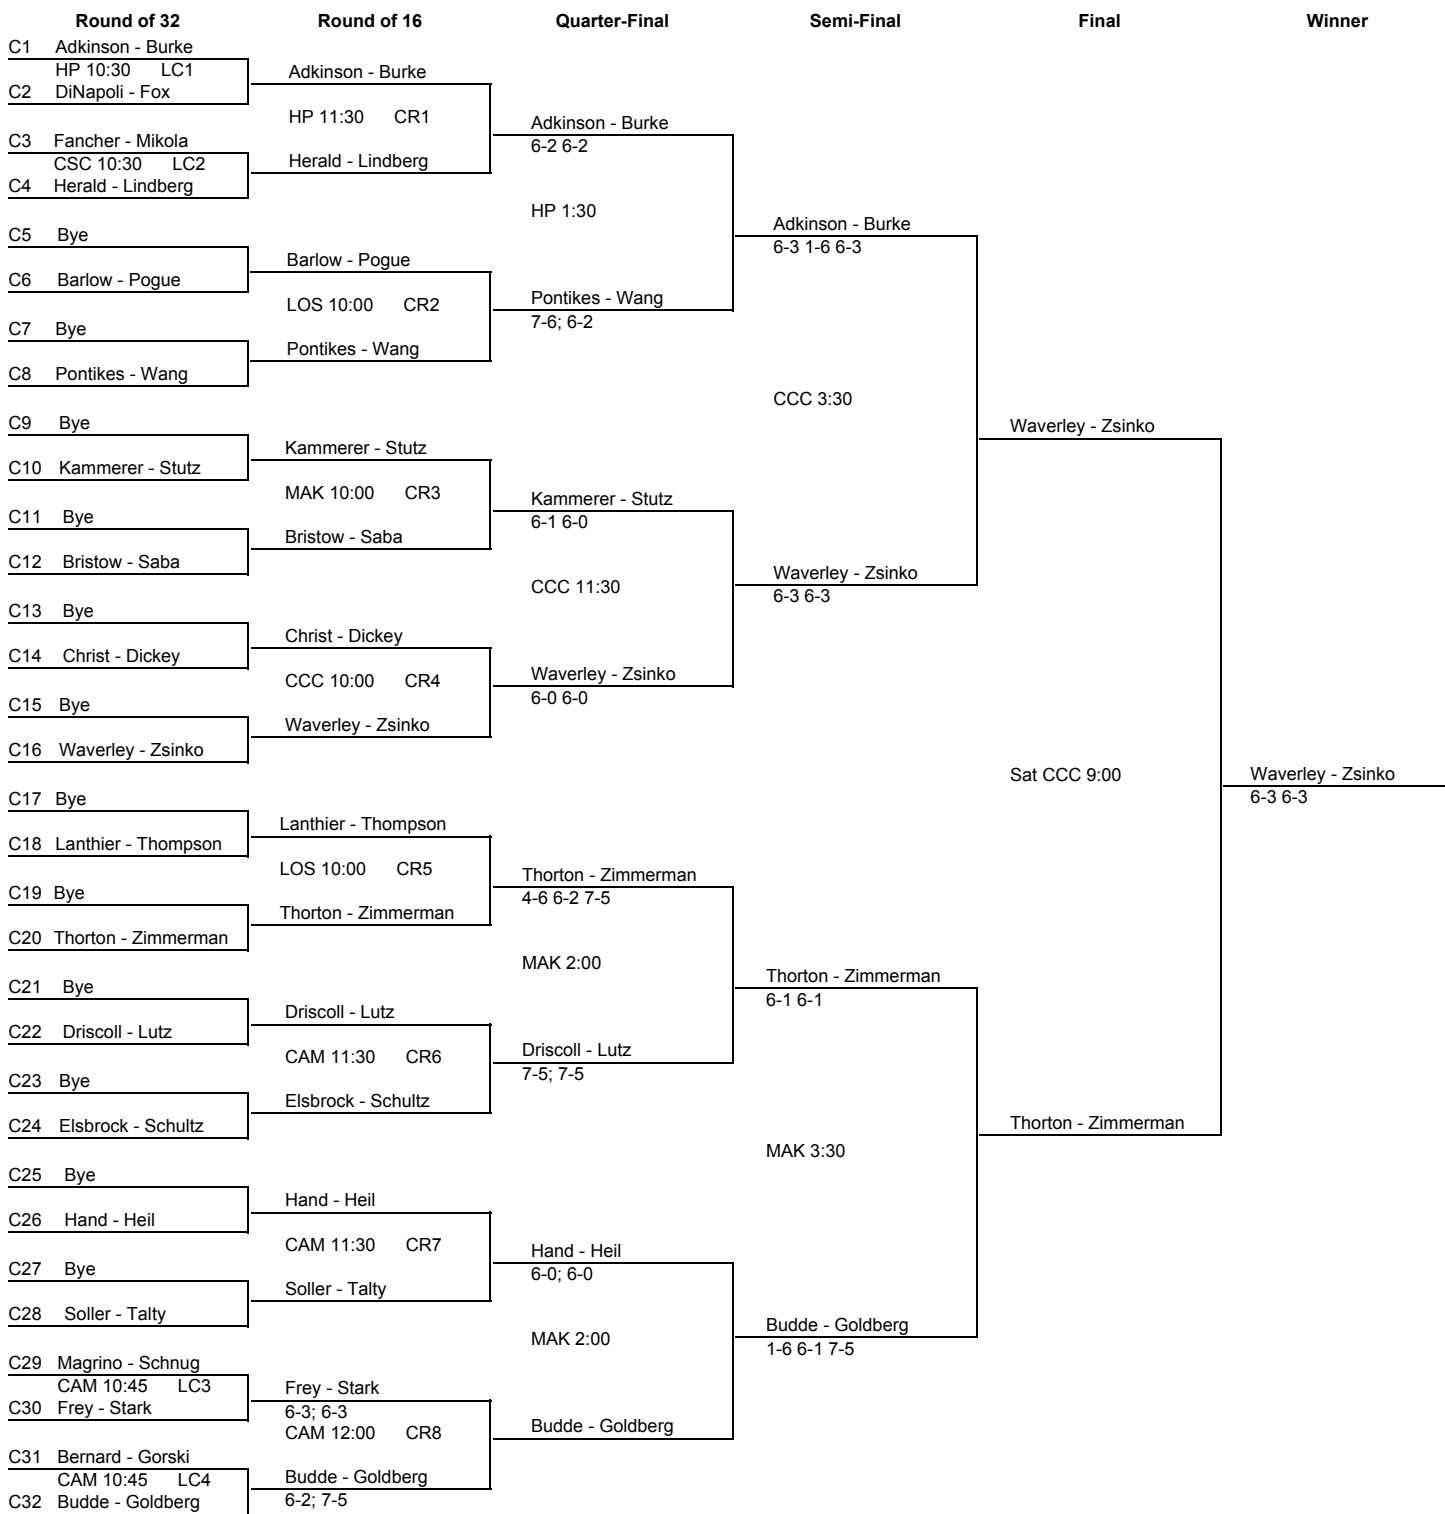 Round of 32 Round of 16 Quarter-Final Semi-Final Final Winner
C1 Adkinson - Burke
HP 10:30 LC1
C2 DiNapoli - Fox
C3 Fancher - Mikola
CSC 10:30 LC2
C4 Herald - Lindberg
C5 Bye
C6 Barlow - Pogue
C7 Bye
C8 Pontikes - Wang
C9 Bye
C10 Kammerer - Stutz
C11 Bye
C12 Bristow - Saba
C13 Bye
C14 Christ - Dickey
C15 Bye
C16 Waverley - Zsinko
C17 Bye
C18 Lanthier - Thompson
C19 Bye
C20 Thorton - Zimmerman
C21 Bye
C22 Driscoll - Lutz
C23 Bye
C24 Elsbrock - Schultz
C25 Bye
C26 Hand - Heil
C27 Bye
C28 Soller - Talty
C29 Magrino - Schnug
CAM 10:45 LC3
C30 Frey - Stark
C31 Bernard - Gorski
CAM 10:45 LC4
C32 Budde - Goldberg
Adkinson - Burke
HP 11:30 CR1
Herald - Lindberg
Barlow - Pogue
LOS 10:00 CR2
Pontikes - Wang
Kammerer - Stutz
MAK 10:00 CR3
Bristow - Saba
Christ - Dickey
CCC 10:00 CR4
Waverley - Zsinko
Lanthier - Thompson
LOS 10:00 CR5
Thorton - Zimmerman
Driscoll - Lutz
CAM 11:30 CR6
Elsbrock - Schultz
Hand - Heil
CAM 11:30 CR7
Soller - Talty
Frey - Stark
6-3; 6-3
CAM 12:00 CR8
Budde - Goldberg
6-2; 7-5
Adkinson - Burke
6-2 6-2
HP 1:30
Pontikes - Wang
7-6; 6-2
Kammerer - Stutz
6-1 6-0
CCC 11:30
Waverley - Zsinko
6-0 6-0
Thorton - Zimmerman
4-6 6-2 7-5
MAK 2:00
Driscoll - Lutz
7-5; 7-5
Hand - Heil
6-0; 6-0
MAK 2:00
Budde - Goldberg
Adkinson - Burke
6-3 1-6 6-3
CCC 3:30
Waverley - Zsinko
6-3 6-3
Thorton - Zimmerman
6-1 6-1
MAK 3:30
Budde - Goldberg
1-6 6-1 7-5
Waverley - Zsinko
Sat CCC 9:00
Thorton - Zimmerman
Waverley - Zsinko
6-3 6-3